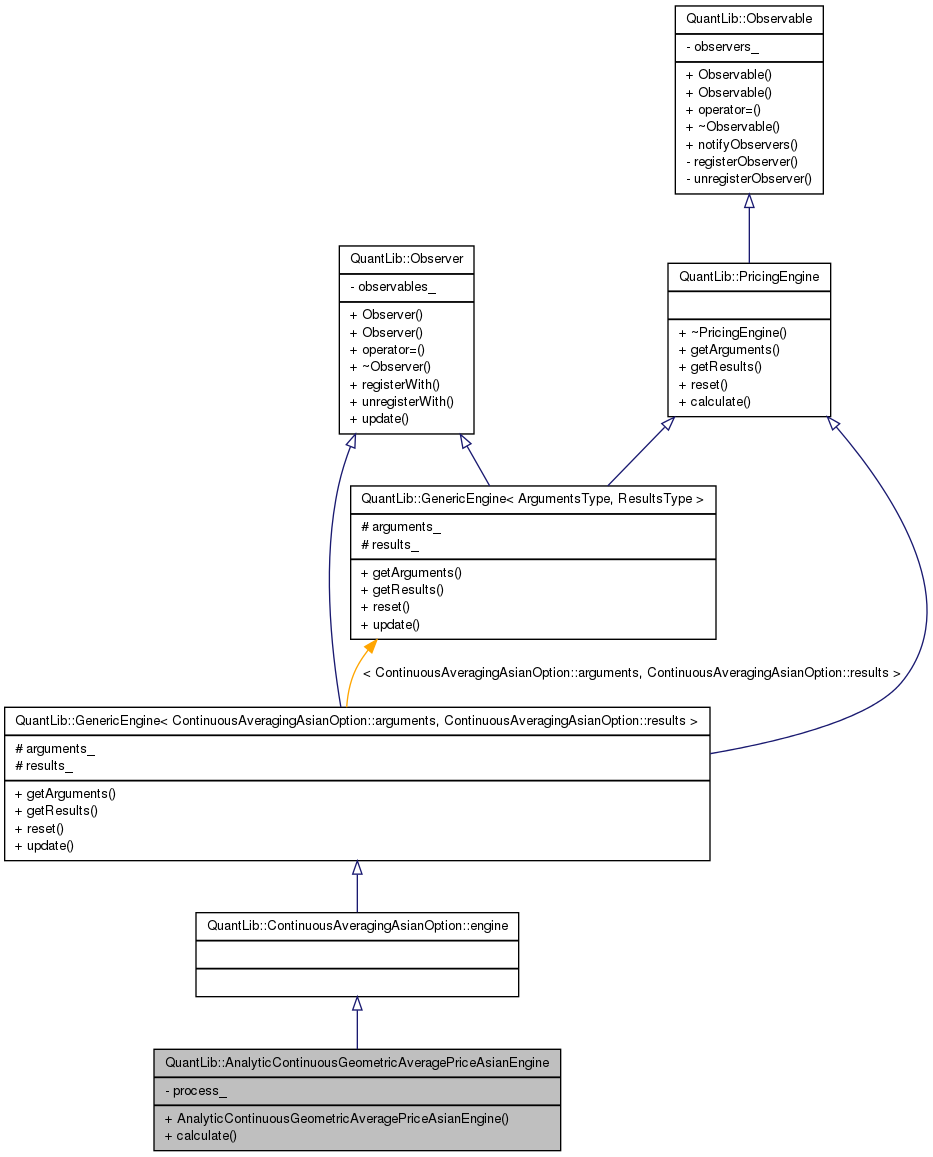 QuantLib::Observable
- observers_
+ Observable()
+ Observable()
+ operator=()
+ ~Observable()
+ notifyObservers()
- registerObserver()
- unregisterObserver()
QuantLib::Observer
- observables_
+ Observer()
+ Observer()
+ operator=()
+ ~Observer()
+ registerWith()
+ unregisterWith()
+ update()
QuantLib::PricingEngine
+ ~PricingEngine()
+ getArguments()
+ getResults()
+ reset()
+ calculate()
QuantLib::GenericEngine< ArgumentsType, ResultsType >
# arguments_
# results_
+ getArguments()
+ getResults()
+ reset()
+ update()
< ContinuousAveragingAsianOption::arguments, ContinuousAveragingAsianOption::results >
QuantLib::GenericEngine< ContinuousAveragingAsianOption::arguments, ContinuousAveragingAsianOption::results >
# arguments_
# results_
+ getArguments()
+ getResults()
+ reset()
+ update()
QuantLib::ContinuousAveragingAsianOption::engine
QuantLib::AnalyticContinuousGeometricAveragePriceAsianEngine
- process_
+ AnalyticContinuousGeometricAveragePriceAsianEngine()
+ calculate()